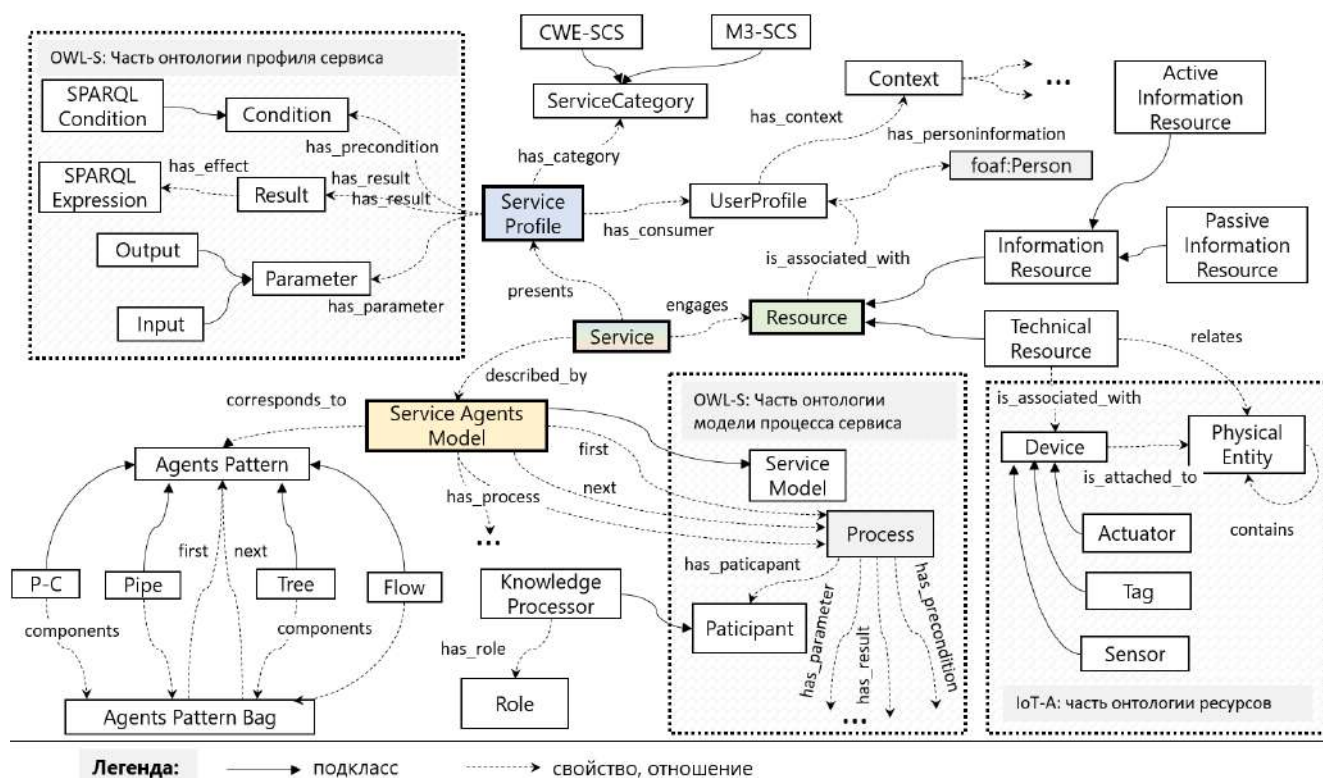 CWE-SCS
M3-SCS
OWL-S: Часть онтологии профиля сервиса
SPARQL
Condition
Condition
has_precondition
SPARQL
Expression
has_effect
Result
has_result
has_result
Output
Parameter
has_parameter
Input
ServiceCategory
has_category
Service
Profile
has_consumer
UserProfile
has_context
Context
...
has_personinformation
foaf:Person
Active
Information
Resource
Information
Resource
Passive
Information
Resource
is_associated_with
presents
engages
Resource
Service
Technical
Resource
relates
described_by
corresponds_to
Service Agents
Model
Agents Pattern
has_process
...
first
next
P-C
Pipe
Tree
Flow
first
next
components
components
Agents Pattern Bag
Knowledge
Processor
has_role
Role
OWL-S: Часть онтологии
модели процесса сервиса
Service
Model
Process
has_paticapant
Paticipant
has_parameter
has_result
has_precondition
...
is_associated_with
Device
is_attached_to
Physical
Entity
contains
Actuator
Tag
Sensor
IoT-A: часть онтологии ресурсов
Легенда:
подкласс
свойство, отношение